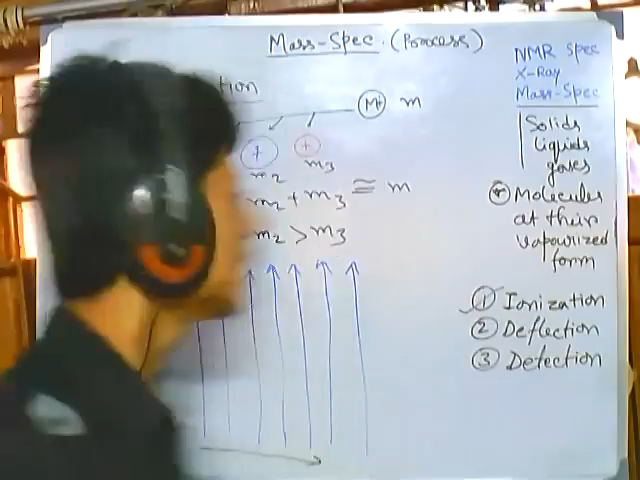 Mass-Spec. (Process)
tion
M+ m
+ +
m2 m3
m2 + m3 ≅ m
m2 > m3
NMR Spec
X-Ray
Mass-Spec
Solids
liquids
gases
Molecules
at their
vapourized
form
① Ionization
② Deflection
③ Detection